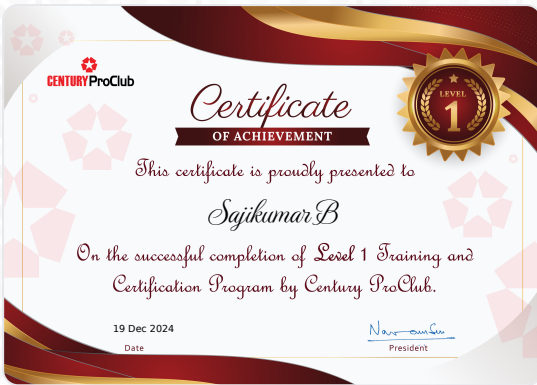 CENTURY ProClub
Certificate
OF ACHIEVEMENT
LEVEL
1
This certificate is proudly presented to
Sajikumar B
On the successful completion of Level 1 Training and
Certification Program by Century ProClub.
19 Dec 2024
Date
President